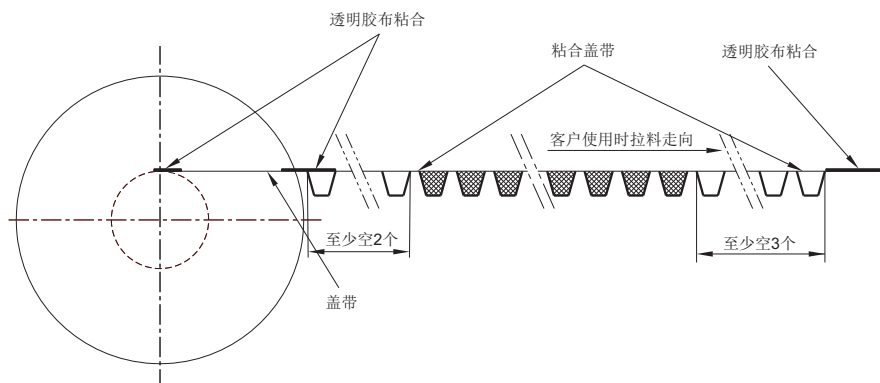 透明胶布粘合
粘合盖带
透明胶布粘合
客户使用时拉料走向
至少空2个
至少空3个
盖带